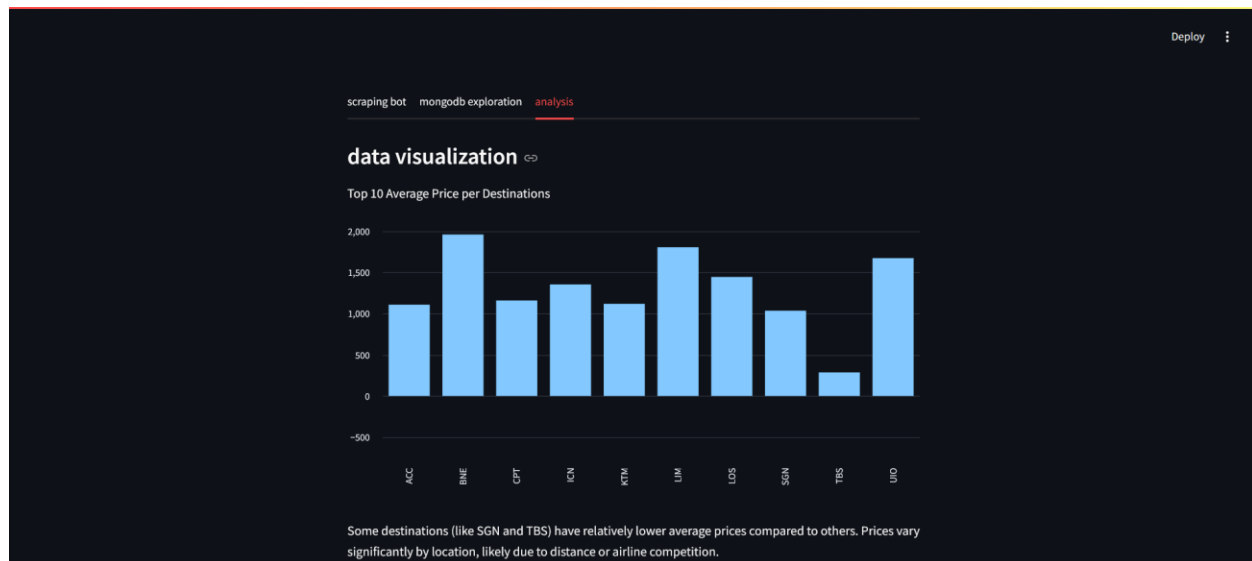 Deploy
scraping bot mongodb exploration analysis
data visualization
Top 10 Average Price per Destinations
2,000
1,500
1,000
500
0
−500
ACC BNE CPT ICN KTM LIM LOS SGN TBS UIO
Some destinations (like SGN and TBS) have relatively lower average prices compared to others. Prices vary
significantly by location, likely due to distance or airline competition.